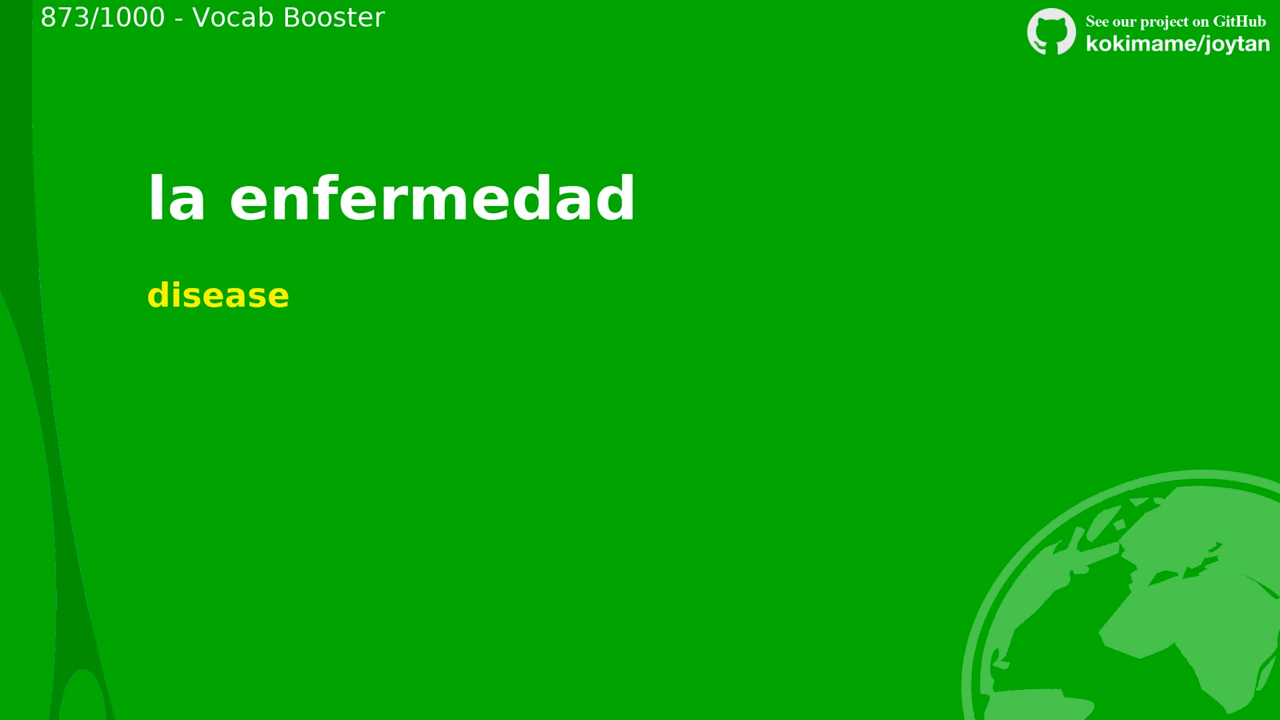 873/1000 - Vocab Booster
See our project on GitHub
kokimame/joytan
la enfermedad
disease